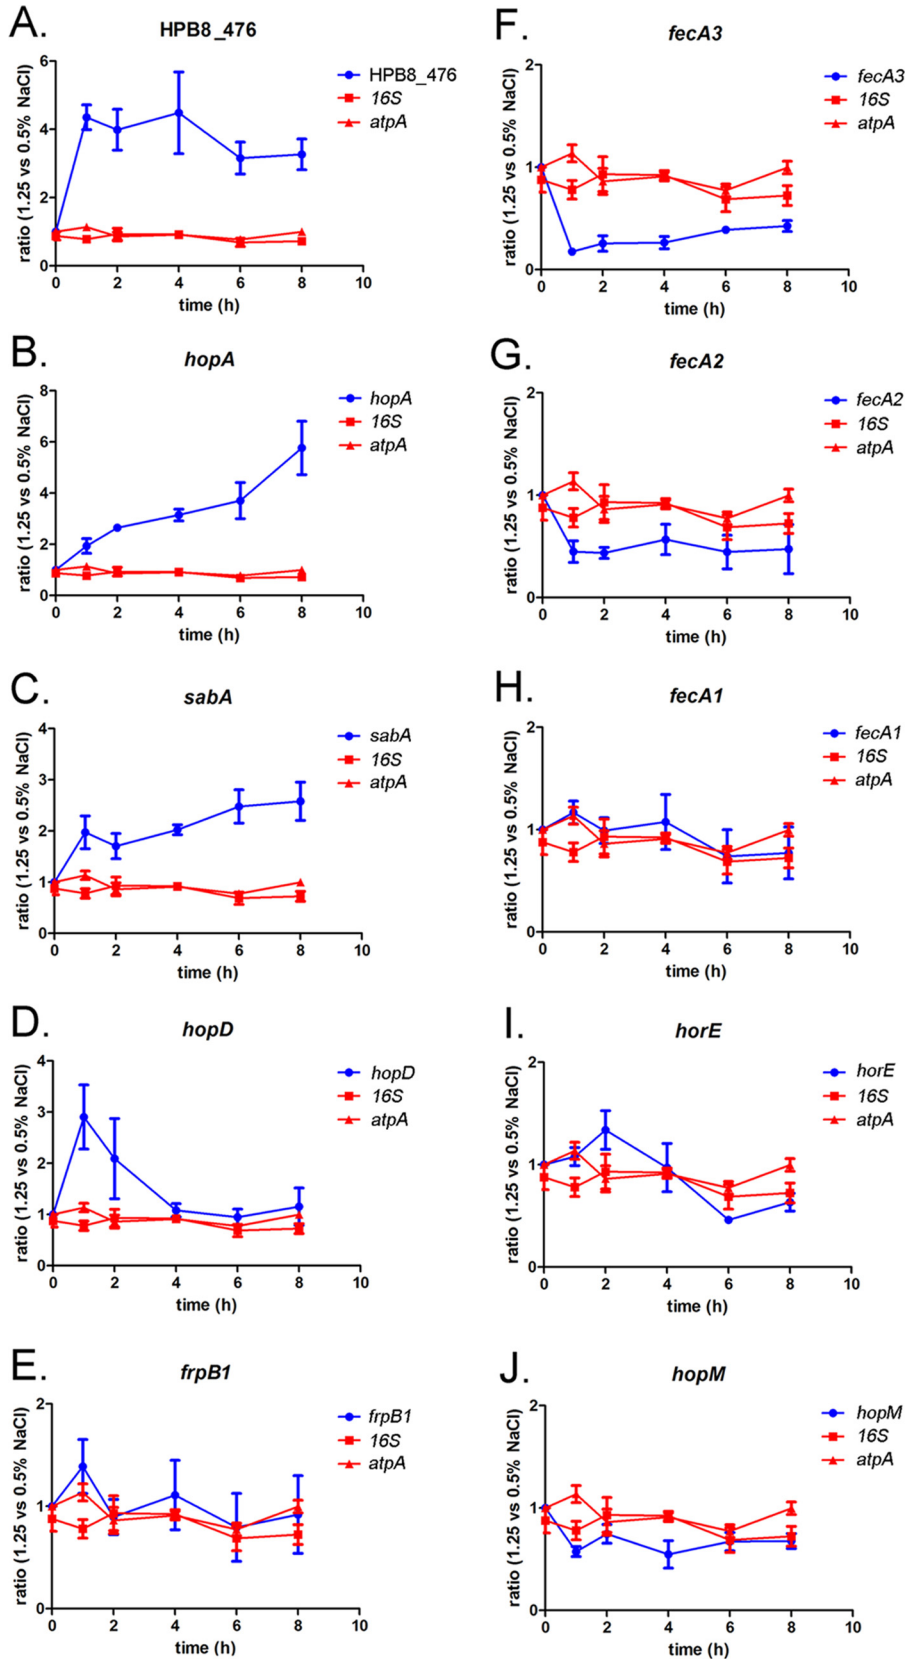 A.
HPB8_476
ratio (1.25 vs 0.5% NaCl)
6
4
2
0
0 2 4 6 8 10
time (h)
HPB8_476
16S
atpA
B.
hopA
ratio (1.25 vs 0.5% NaCl)
8
6
4
2
0
0 2 4 6 8 10
time (h)
hopA
16S
atpA
C.
sabA
ratio (1.25 vs 0.5% NaCl)
4
3
2
1
0
0 2 4 6 8 10
time (h)
sabA
16S
atpA
D.
hopD
ratio (1.25 vs 0.5% NaCl)
4
3
2
1
0
0 2 4 6 8 10
time (h)
hopD
16S
atpA
E.
frpB1
ratio (1.25 vs 0.5% NaCl)
2
1
0
0 2 4 6 8 10
time (h)
frpB1
16S
atpA
F.
fecA3
ratio (1.25 vs 0.5% NaCl)
2
1
0
0 2 4 6 8 10
time (h)
fecA3
16S
atpA
G.
fecA2
ratio (1.25 vs 0.5% NaCl)
2
1
0
0 2 4 6 8 10
time (h)
fecA2
16S
atpA
H.
fecA1
ratio (1.25 vs 0.5% NaCl)
2
1
0
0 2 4 6 8 10
time (h)
fecA1
16S
atpA
I.
horE
ratio (1.25 vs 0.5% NaCl)
2
1
0
0 2 4 6 8 10
time (h)
horE
16S
atpA
J.
hopM
ratio (1.25 vs 0.5% NaCl)
2
1
0
0 2 4 6 8 10
time (h)
hopM
16S
atpA